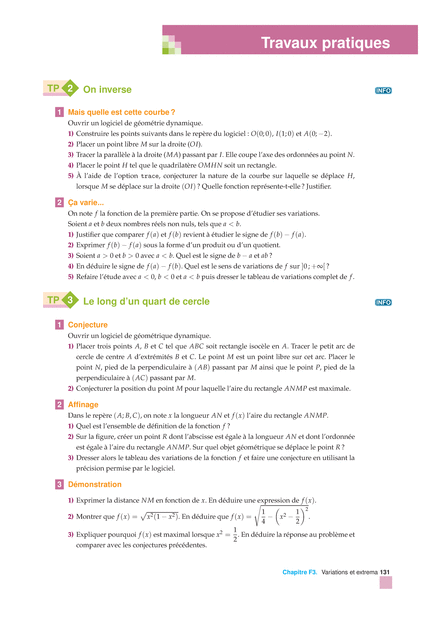 Travaux pratiques
TP 2 On inverse INFO
1 Mais quelle est cette courbe ?
Ouvrir un logiciel de géométrie dynamique.
1) Construire les points suivants dans le repère du logiciel : O(0;0), I(1;0) et A(0;−2).
2) Placer un point libre M sur la droite (OI).
3) Tracer la parallèle à la droite (MA) passant par I. Elle coupe l'axe des ordonnées au point N.
4) Placer le point H tel que le quadrilatère OMHN soit un rectangle.
5) À l'aide de l'option trace, conjecturer la nature de la courbe sur laquelle se déplace H,
lorsque M se déplace sur la droite (OI) ? Quelle fonction représente-t-elle ? Justifier.
2 Ça varie...
On note f la fonction de la première partie. On se propose d'étudier ses variations.
Soient a et b deux nombres réels non nuls, tels que a < b.
1) Justifier que comparer f(a) et f(b) revient à étudier le signe de f(b) − f(a).
2) Exprimer f(b) − f(a) sous la forme d'un produit ou d'un quotient.
3) Soient a > 0 et b > 0 avec a < b. Quel est le signe de b − a et ab ?
4) En déduire le signe de f(a) − f(b). Quel est le sens de variations de f sur ]0; +∞[ ?
5) Refaire l'étude avec a < 0, b < 0 et a < b puis dresser le tableau de variations complet de f.
TP 3 Le long d'un quart de cercle INFO
1 Conjecture
Ouvrir un logiciel de géométrique dynamique.
1) Placer trois points A, B et C tel que ABC soit rectangle isocèle en A. Tracer le petit arc de
cercle de centre A d'extrémités B et C. Le point M est un point libre sur cet arc. Placer le
point N, pied de la perpendiculaire à (AB) passant par M ainsi que le point P, pied de la
perpendiculaire à (AC) passant par M.
2) Conjecturer la position du point M pour laquelle l'aire du rectangle ANMP est maximale.
2 Affinage
Dans le repère (A; B, C), on note x la longueur AN et f(x) l'aire du rectangle ANMP.
1) Quel est l'ensemble de définition de la fonction f ?
2) Sur la figure, créer un point R dont l'abscisse est égale à la longueur AN et dont l'ordonnée
est égale à l'aire du rectangle ANMP. Sur quel objet géométrique se déplace le point R ?
3) Dresser alors le tableau des variations de la fonction f et faire une conjecture en utilisant la
précision permise par le logiciel.
3 Démonstration
1) Exprimer la distance NM en fonction de x. En déduire une expression de f(x).
2) Montrer que f(x) = √(x²(1 − x²)). En déduire que f(x) = √(1/4 − (x² − 1/2)²).
3) Expliquer pourquoi f(x) est maximal lorsque x² = 1/2. En déduire la réponse au problème et
comparer avec les conjectures précédentes.
Chapitre F3. Variations et extrema 131